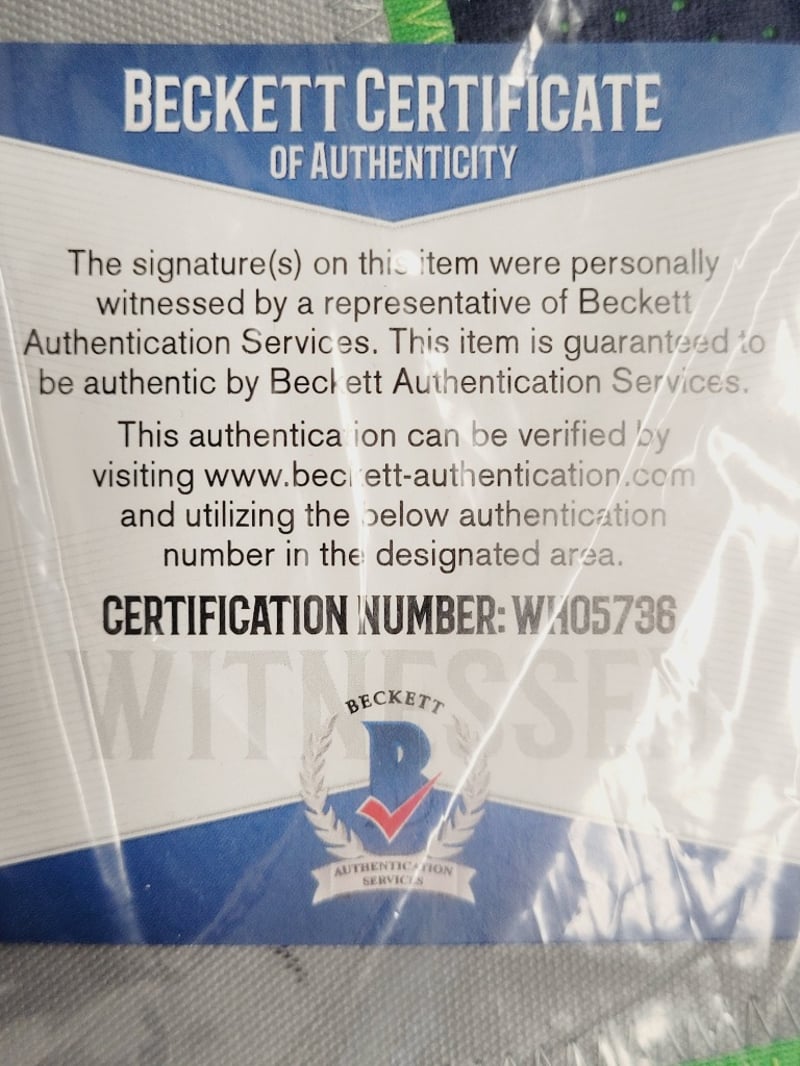 BECKETT CERTIFICATE
OF AUTHENTICITY
The signature(s) on this item were personally
witnessed by a representative of Beckett
Authentication Services. This item is guaranteed to
be authentic by Beckett Authentication Services.
This authentication can be verified by
visiting www.beckett-authentication.com
and utilizing the below authentication
number in the designated area.
CERTIFICATION NUMBER: WH05736
WITNESSED
BECKETT
B
AUTHENTICATION
SERVICES